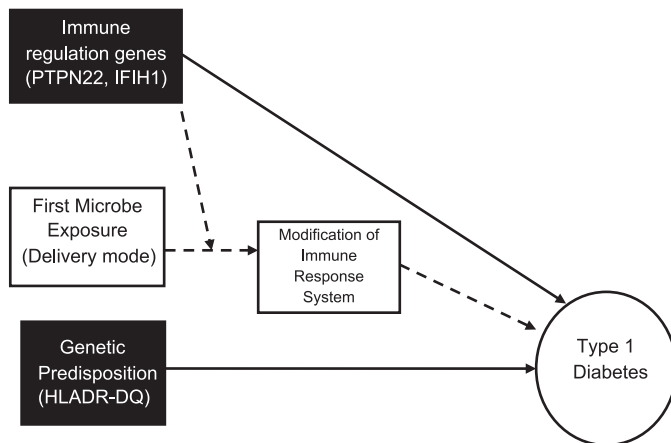 Immune
regulation genes
(PTPN22, IFIH1)
First Microbe
Exposure
(Delivery mode)
Modification of
Immune
Response
System
Genetic
Predisposition
(HLADR-DQ)
Type 1
Diabetes